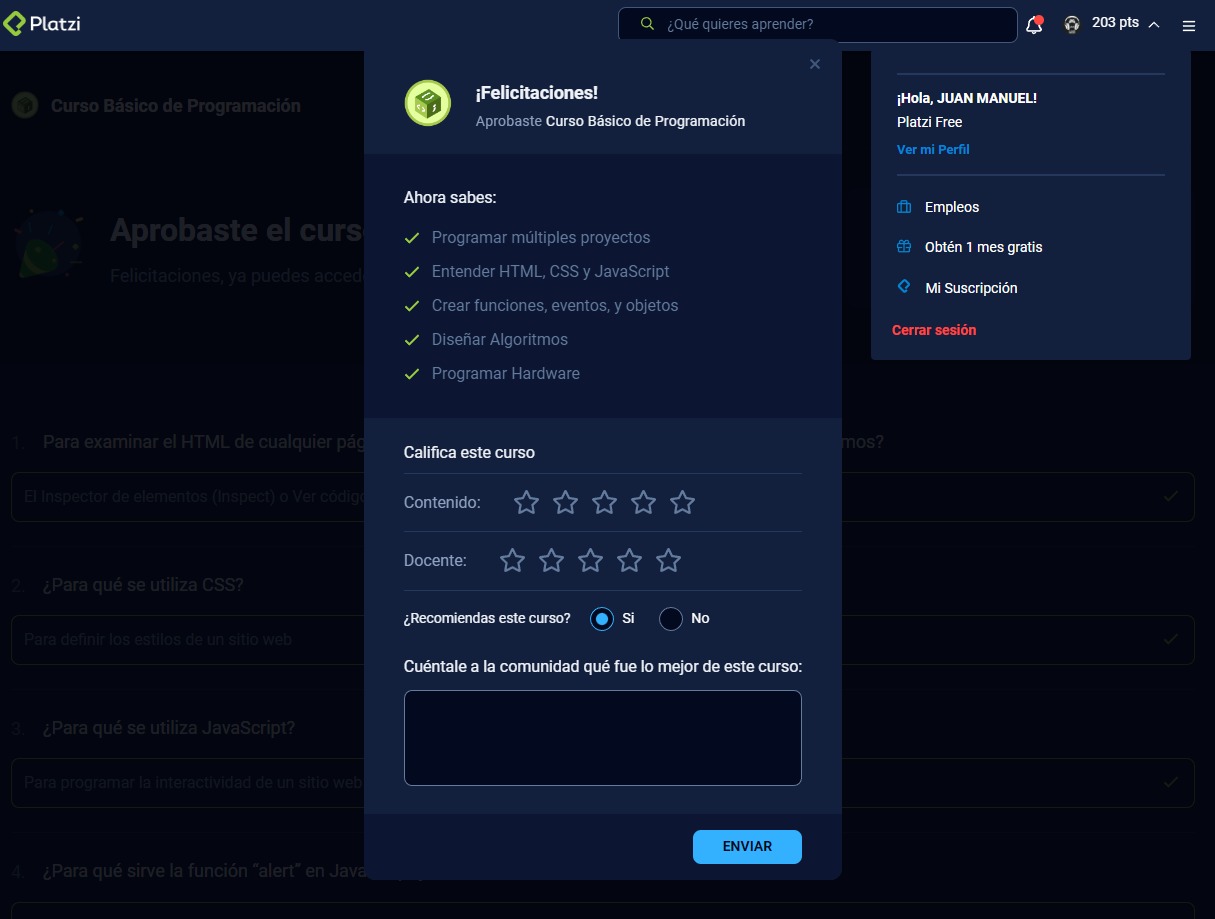 Platzi
¿Qué quieres aprender?
203 pts
Curso Básico de Programación
¡Felicitaciones!
Aprobaste Curso Básico de Programación
¡Hola, JUAN MANUEL!
Platzi Free
Ver mi Perfil
Empleos
Obtén 1 mes gratis
Mi Suscripción
Cerrar sesión
Aprobaste el curs
Felicitaciones, ya puedes acced
Ahora sabes:
Programar múltiples proyectos
Entender HTML, CSS y JavaScript
Crear funciones, eventos, y objetos
Diseñar Algoritmos
Programar Hardware
1. Para examinar el HTML de cualquier pág mos?
El Inspector de elementos (Inspect) o Ver código
2. ¿Para qué se utiliza CSS?
Para definir los estilos de un sitio web
3. ¿Para qué se utiliza JavaScript?
Para programar la interactividad de un sitio web
4. ¿Para qué sirve la función “alert” en Java
Califica este curso
Contenido:
Docente:
¿Recomiendas este curso? Si No
Cuéntale a la comunidad qué fue lo mejor de este curso:
ENVIAR